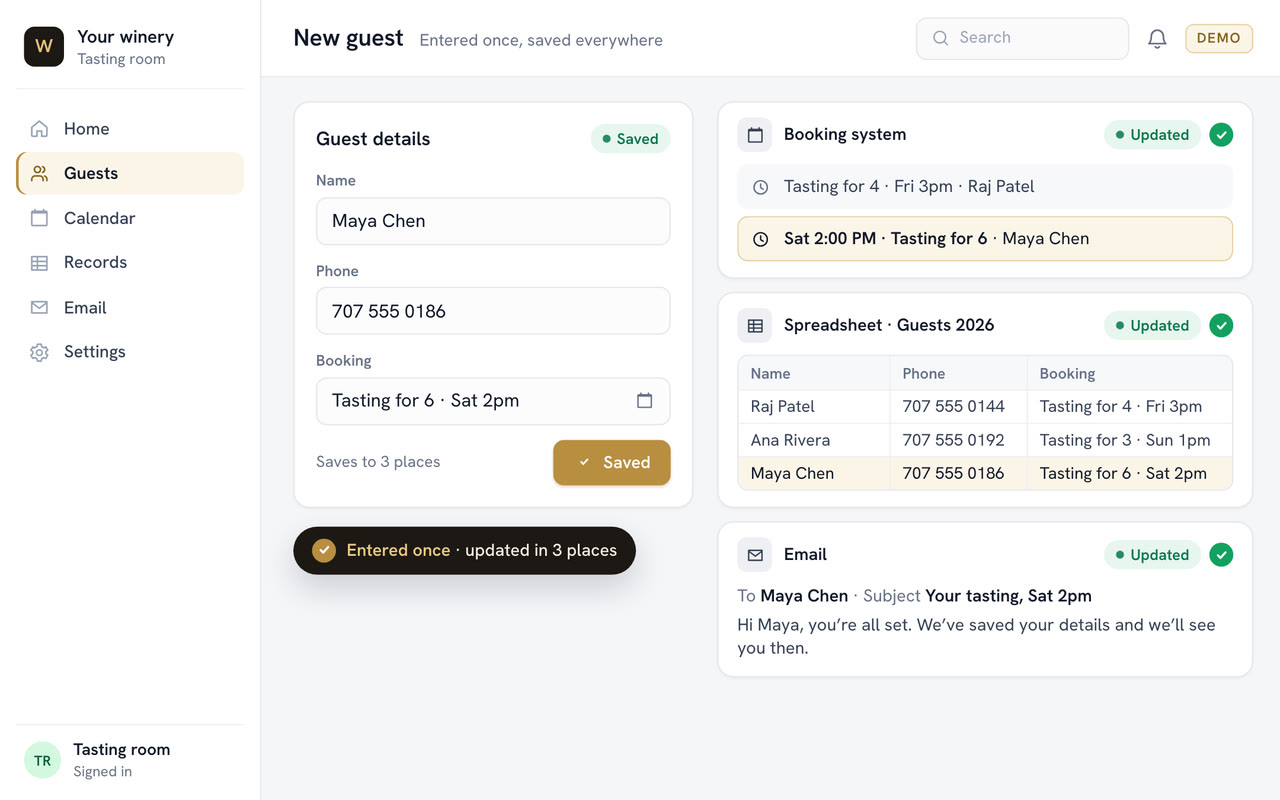 W
Your winery
Tasting room
Home
Guests
Calendar
Records
Email
Settings
TR
Tasting room
Signed in
New guest
Entered once, saved everywhere
Search
DEMO
Guest details
Saved
Name
Maya Chen
Phone
707 555 0186
Booking
Tasting for 6 · Sat 2pm
Saves to 3 places
Saved
Entered once · updated in 3 places
Booking system
Updated
Tasting for 4 · Fri 3pm · Raj Patel
Sat 2:00 PM · Tasting for 6 · Maya Chen
Spreadsheet · Guests 2026
Updated
Name Phone Booking
Raj Patel 707 555 0144 Tasting for 4 · Fri 3pm
Ana Rivera 707 555 0192 Tasting for 3 · Sun 1pm
Maya Chen 707 555 0186 Tasting for 6 · Sat 2pm
Email
Updated
To Maya Chen · Subject Your tasting, Sat 2pm
Hi Maya, you’re all set. We’ve saved your details and we’ll see
you then.